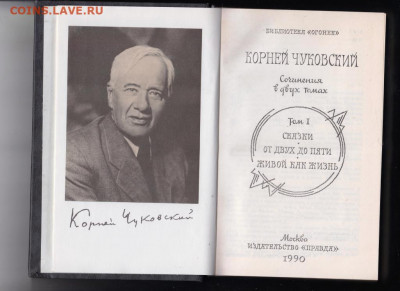 COINS.LAVE.RU
Корней Чуковский
БИБЛИОТЕКА «ОГОНЕК»
КОРНЕЙ ЧУКОВСКИЙ
Сочинения
в двух томах
Том I
СКАЗКИ
ОТ ДВУХ ДО ПЯТИ
ЖИВОЙ КАК ЖИЗНЬ
Москва
ИЗДАТЕЛЬСТВО «ПРАВДА»
1990